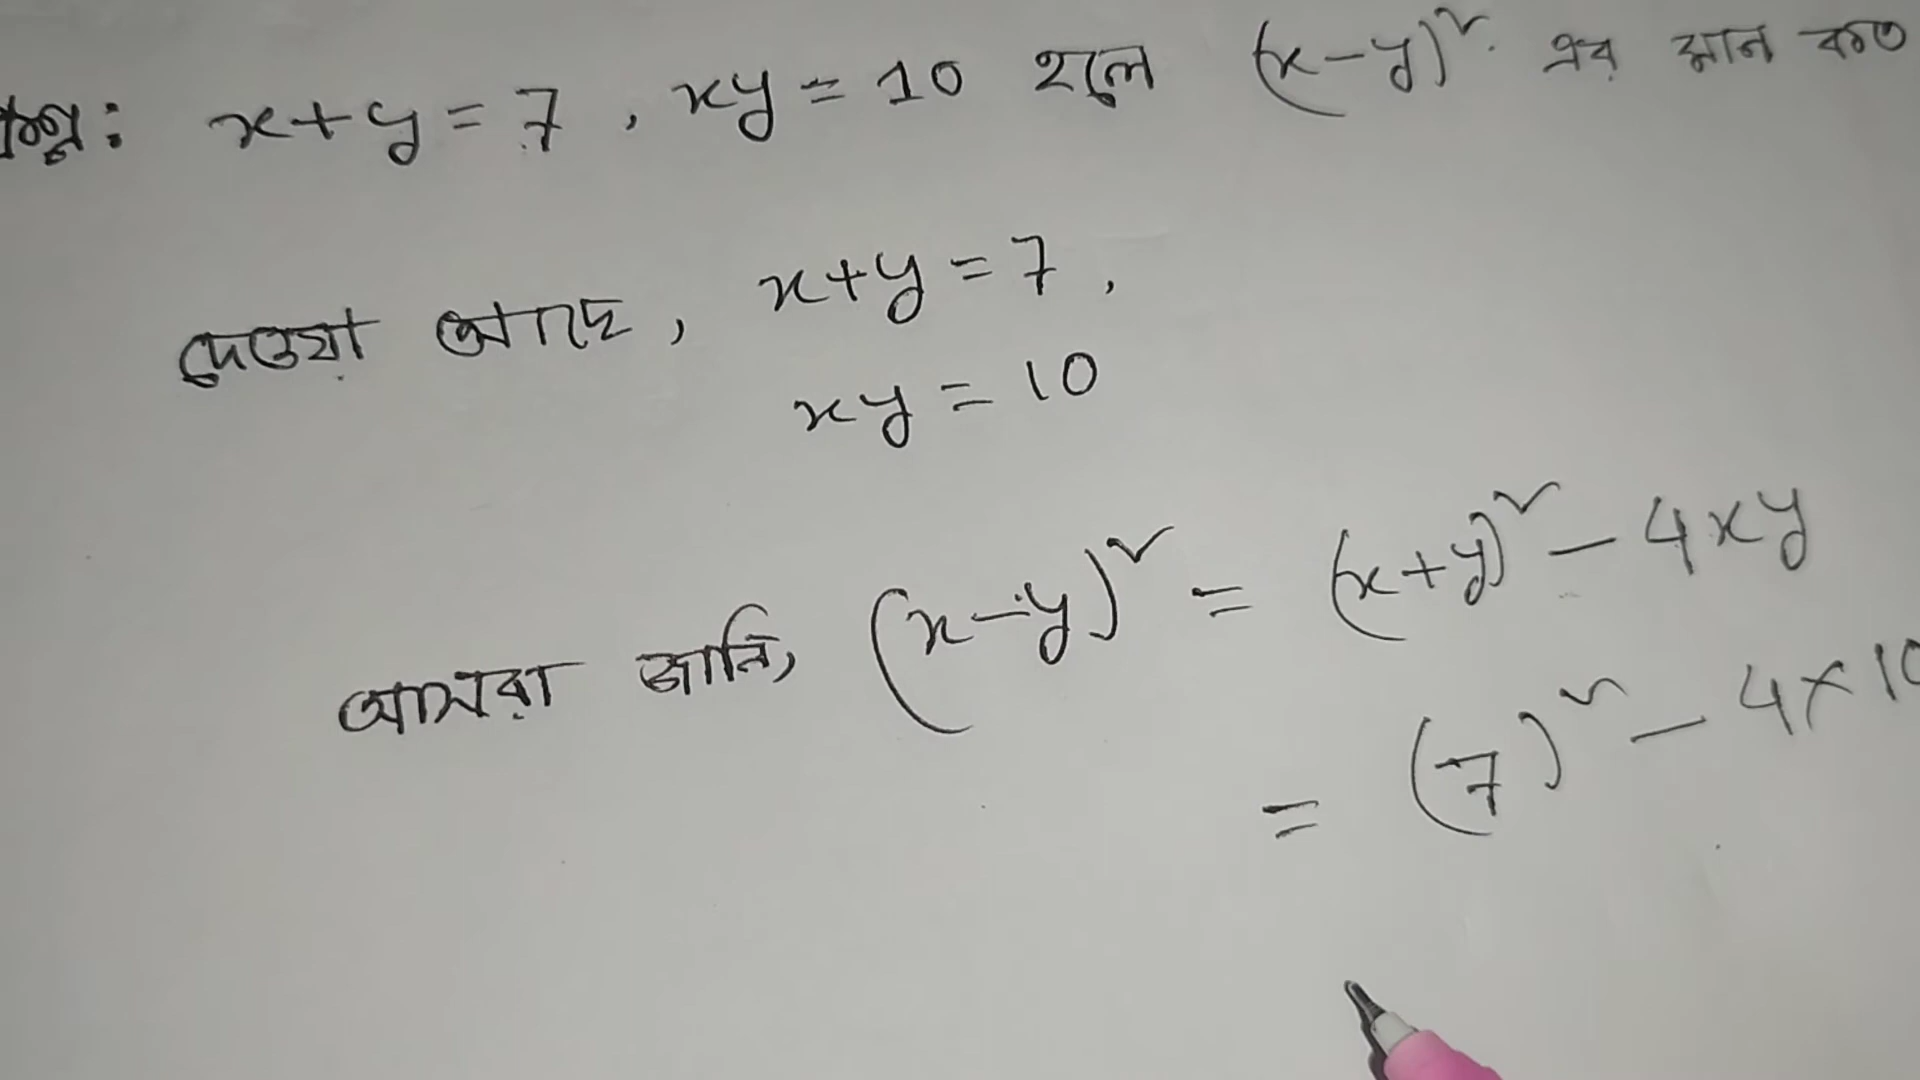 প্রশ্ন: x+y=7, xy=10 হলে (x-y)² এর মান কত
দেওয়া আছে, x+y=7,
xy=10
আমরা জানি, (x-y)² = (x+y)² - 4xy
= (7)² - 4×10